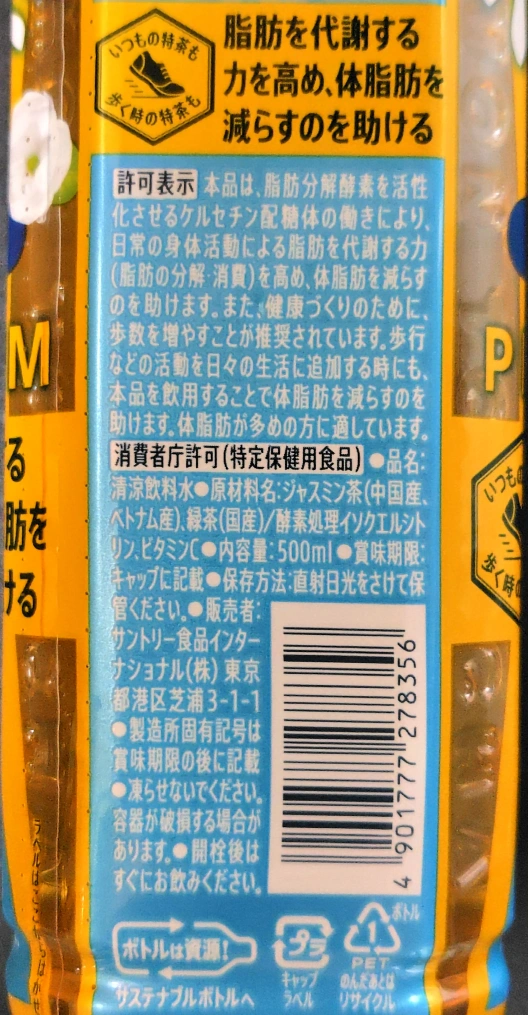 いつもの特茶も
歩く時の特茶も
脂肪を代謝する
力を高め、体脂肪を
減らすのを助ける
許可表示 本品は、脂肪分解酵素を活性
化させるケルセチン配糖体の働きにより、
日常の身体活動による脂肪を代謝する力
(脂肪の分解・消費)を高め、体脂肪を減らす
のを助けます。また、健康づくりのために、
歩数を増やすことが推奨されています。歩行
などの活動を日々の生活に追加する時にも、
本品を飲用することで体脂肪を減らすのを
助けます。体脂肪が多めの方に適しています。
消費者庁許可(特定保健用食品) ●品名:
清涼飲料水●原材料名:ジャスミン茶(中国産、
ベトナム産)、緑茶(国産)/酵素処理イソクエルシト
リン、ビタミンC●内容量:500ml●賞味期限:
キャップに記載●保存方法:直射日光をさけて保
管ください。●販売者:
サントリー食品インター
ナショナル(株) 東京
都港区芝浦3-1-1
●製造所固有記号は
賞味期限の後に記載
●凍らせないでください。
容器が破損する場合が
あります。●開栓後は
すぐにお飲みください。
4 901777 278356
ボトルは資源!
サステナブルボトルへ
プラ
キャップ
ラベル
1
PET
ボトル
のんだあとは
リサイクル
M
る
肪を
ける
P
いつもの
歩く時の